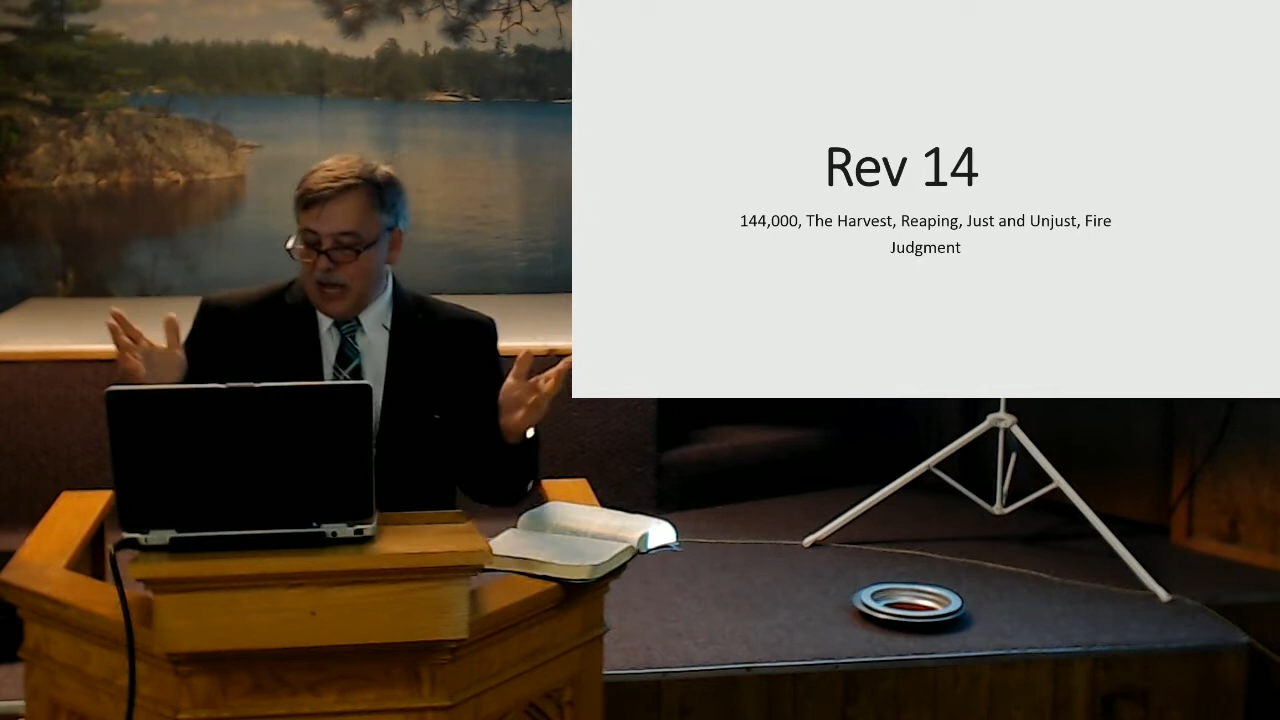 Rev 14
144,000, The Harvest, Reaping, Just and Unjust, Fire
Judgment